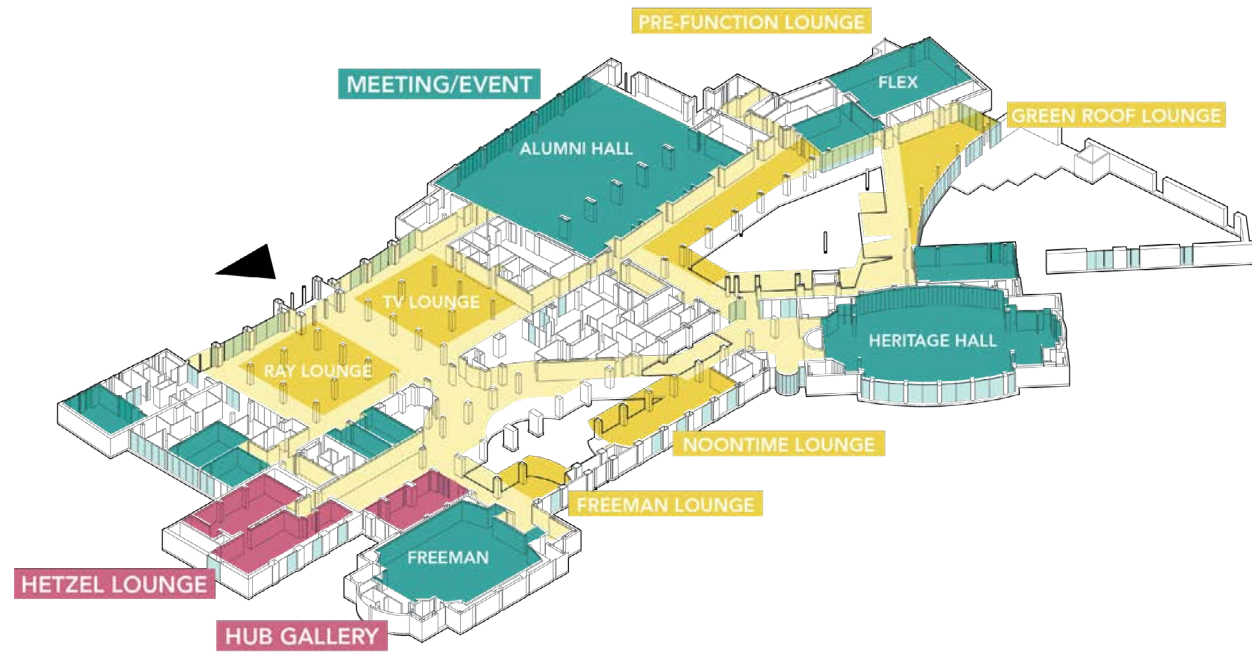 PRE-FUNCTION LOUNGE
MEETING/EVENT
FLEX
GREEN ROOF LOUNGE
ALUMNI HALL
TV LOUNGE
HERITAGE HALL
RAY LOUNGE
NOONTIME LOUNGE
FREEMAN LOUNGE
FREEMAN
HETZEL LOUNGE
HUB GALLERY